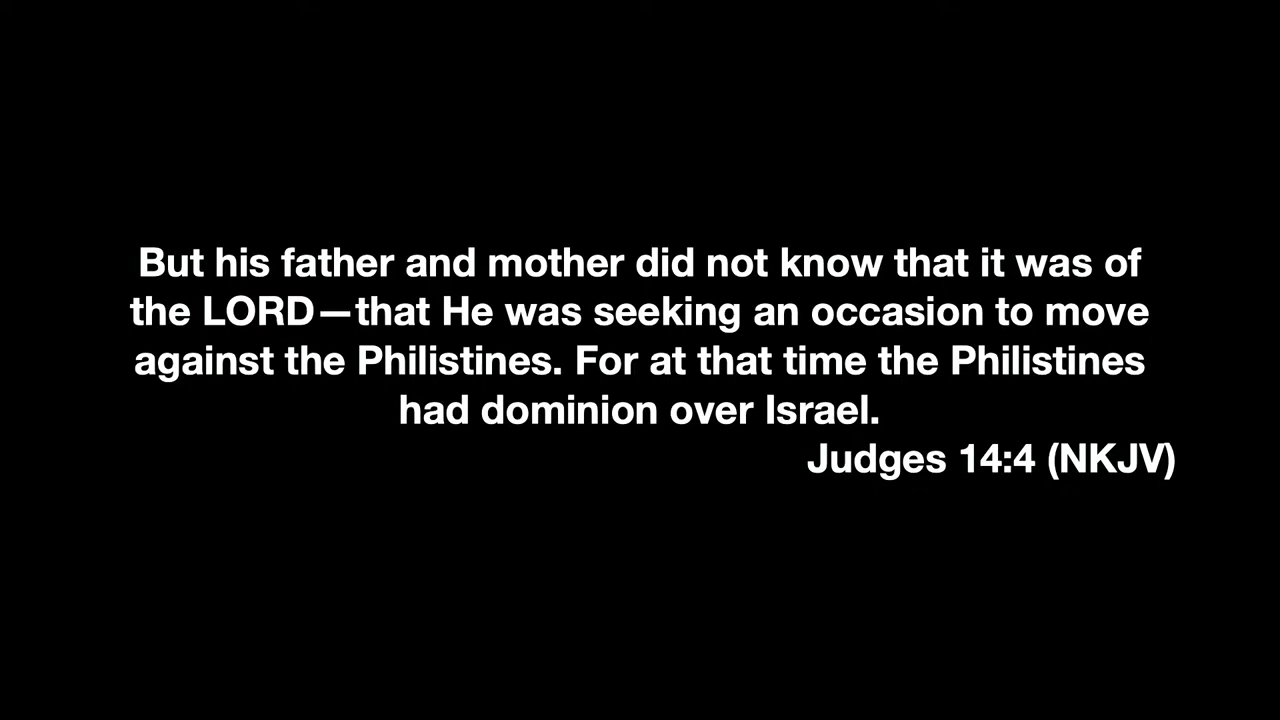 But his father and mother did not know that it was of
the LORD—that He was seeking an occasion to move
against the Philistines. For at that time the Philistines
had dominion over Israel.
Judges 14:4 (NKJV)